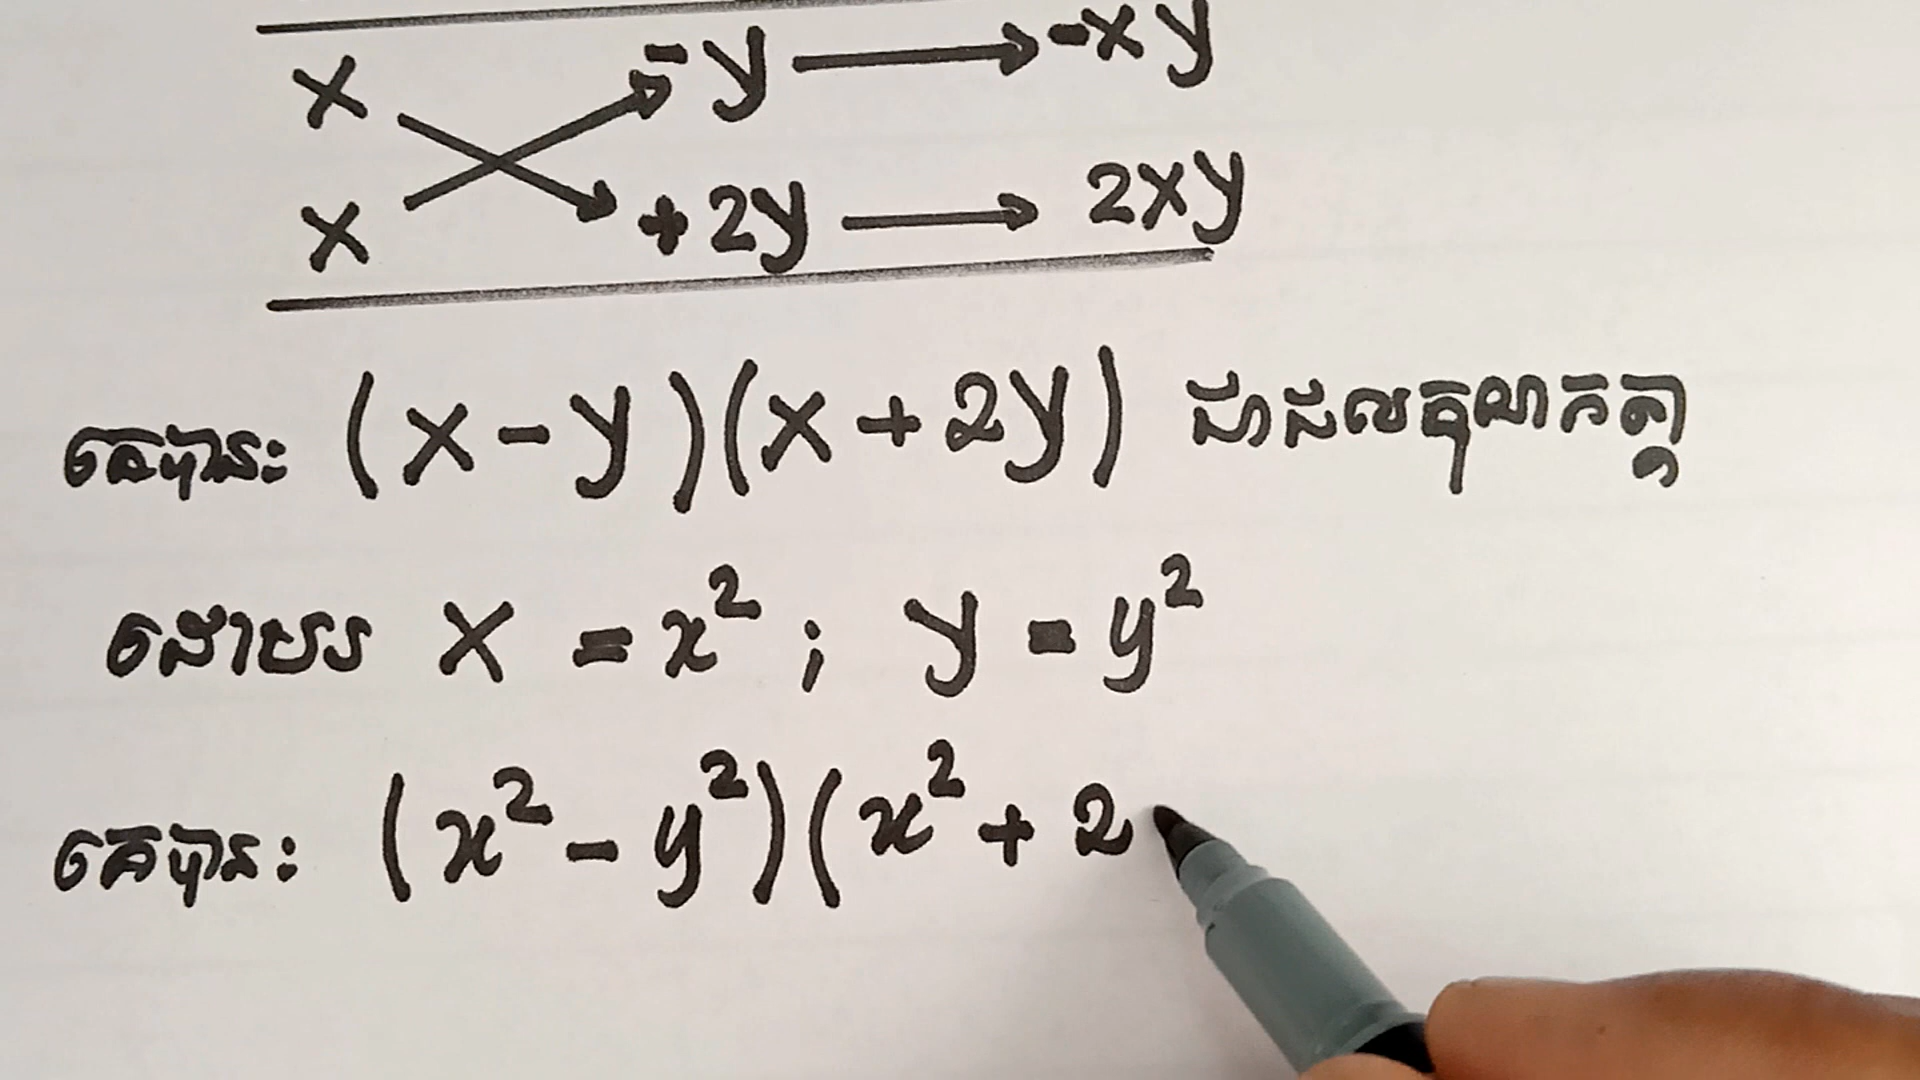 X -Y → -XY
X +2Y → 2XY
គេបាន: (X - Y)(X + 2Y) ជាផលគុណកត្តា
ដោយ X = x² ; Y = y²
គេបាន: (x² - y²)(x² + 2